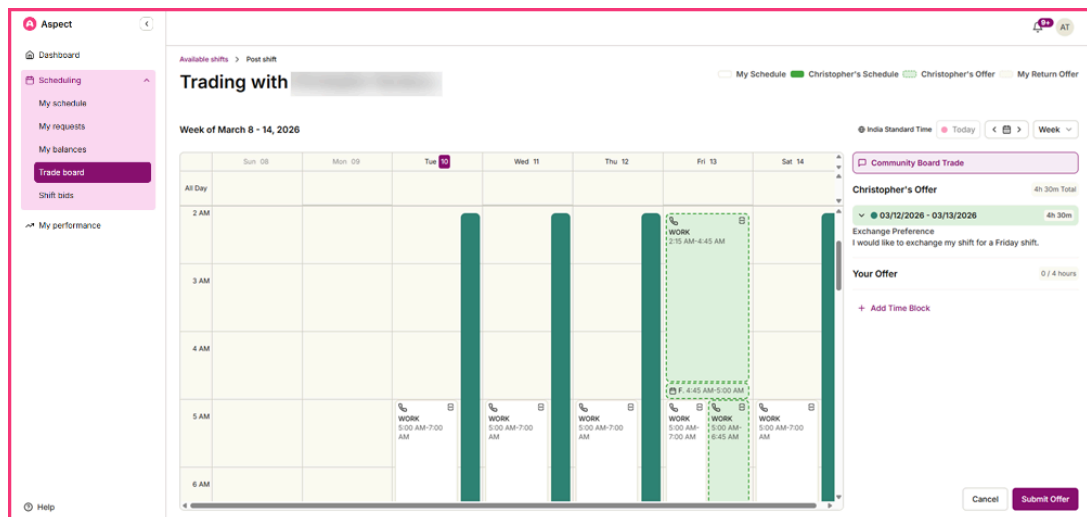 Aspect
9+
AT
Dashboard
Scheduling
My schedule
My requests
My balances
Trade board
Shift bids
My performance
Help
Available shifts > Post shift
Trading with
My Schedule
Christopher's Schedule
Christopher's Offer
My Return Offer
Week of March 8 - 14, 2026
India Standard Time
Today
Week
Sun 08
Mon 09
Tue 10
Wed 11
Thu 12
Fri 13
Sat 14
All Day
2 AM
WORK
2:15 AM-4:45 AM
3 AM
4 AM
F. 4:45 AM-5:00 AM
5 AM
WORK
5:00 AM-7:00
AM
WORK
5:00 AM-7:00
AM
WORK
5:00 AM-7:00
AM
WORK
5:00 AM-
7:00 AM
WORK
5:00 AM-
6:45 AM
WORK
5:00 AM-7:00
AM
6 AM
Community Board Trade
Christopher's Offer
4h 30m Total
03/12/2026 - 03/13/2026
4h 30m
Exchange Preference
I would like to exchange my shift for a Friday shift.
Your Offer
0 / 4 hours
+ Add Time Block
Cancel
Submit Offer